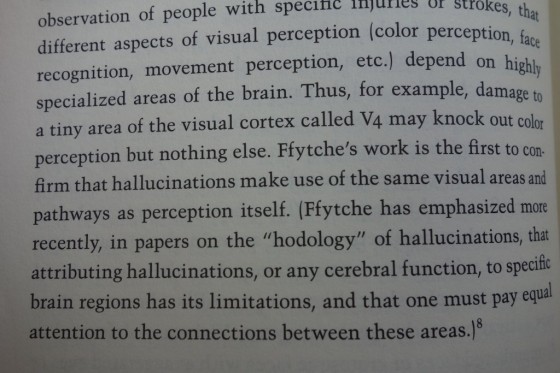 observation of people with specific injuries or strokes, that
different aspects of visual perception (color perception, face
recognition, movement perception, etc.) depend on highly
specialized areas of the brain. Thus, for example, damage to
a tiny area of the visual cortex called V4 may knock out color
perception but nothing else. Ffytche’s work is the first to con-
firm that hallucinations make use of the same visual areas and
pathways as perception itself. (Ffytche has emphasized more
recently, in papers on the “hodology” of hallucinations, that
attributing hallucinations, or any cerebral function, to specific
brain regions has its limitations, and that one must pay equal
attention to the connections between these areas.)⁸